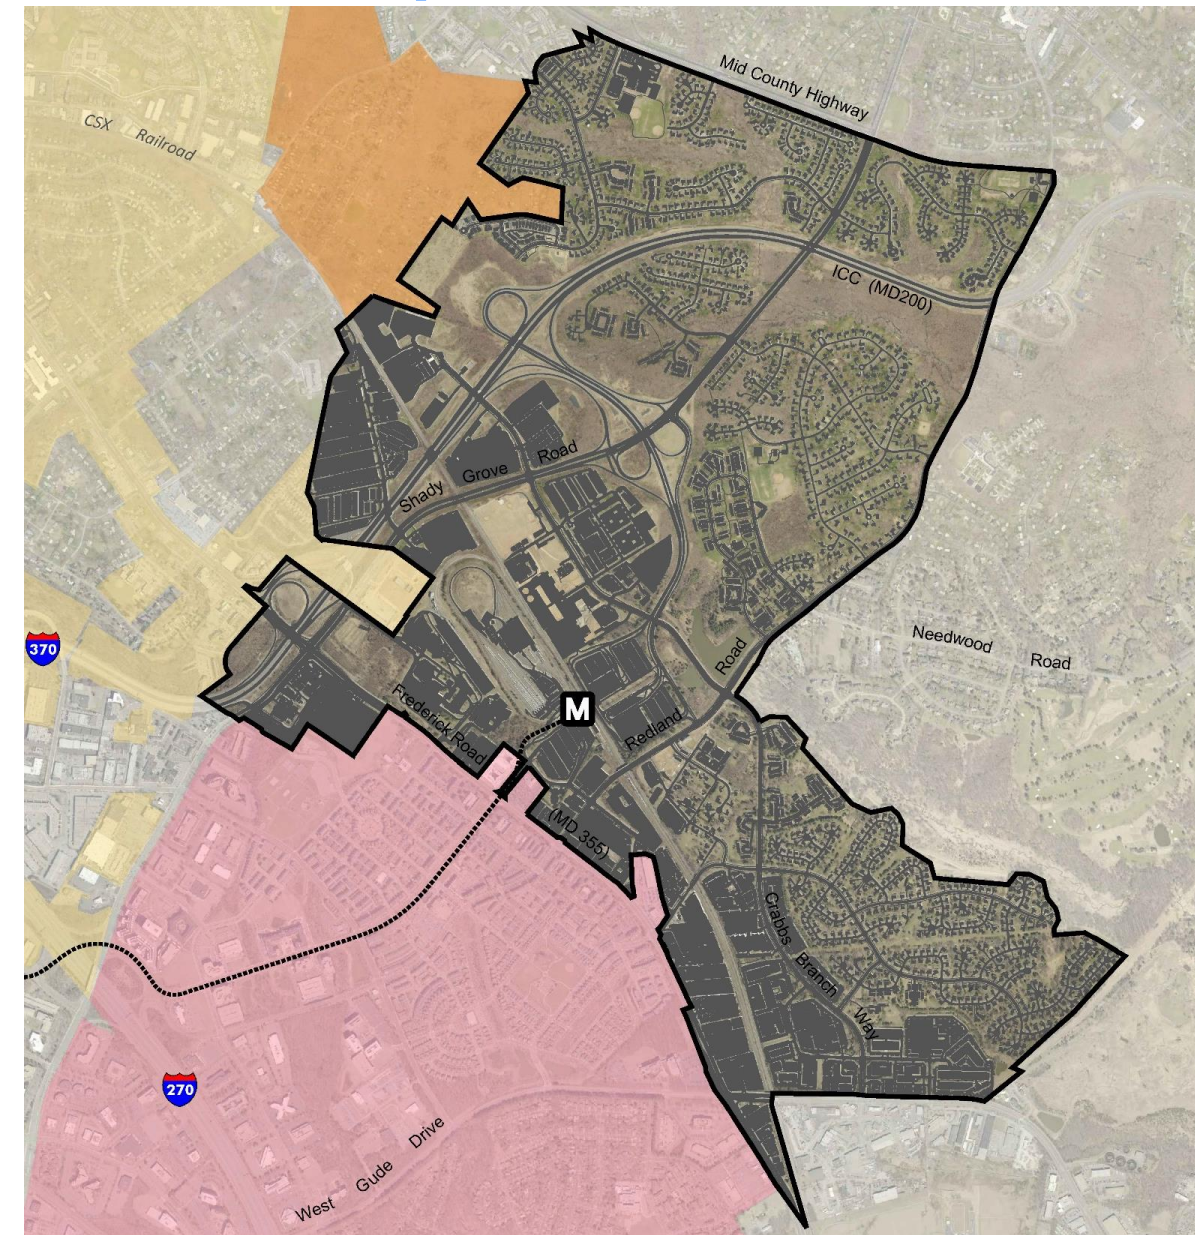 Mid County Highway
CSX Railroad
ICC (MD200)
Shady Grove Road
370
Needwood Road
Redland Road
M
Frederick Road
(MD 355)
Crabbs Branch Way
270
West Gude Drive